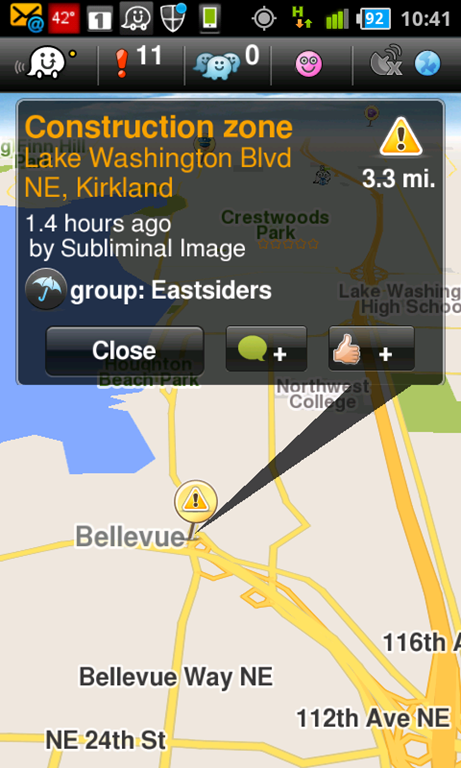 42°
1
H
92
10:41
11
0
Construction zone
Lake Washington Blvd
NE, Kirkland
3.3 mi.
1.4 hours ago
by Subliminal Image
group: Eastsiders
Close
+
+
Crestwoods
Park
Lake Washing
High Schoo
Houghton
Beach Park
Northwest
College
Bellevue
116th A
Bellevue Way NE
112th Ave NE
NE 24th St